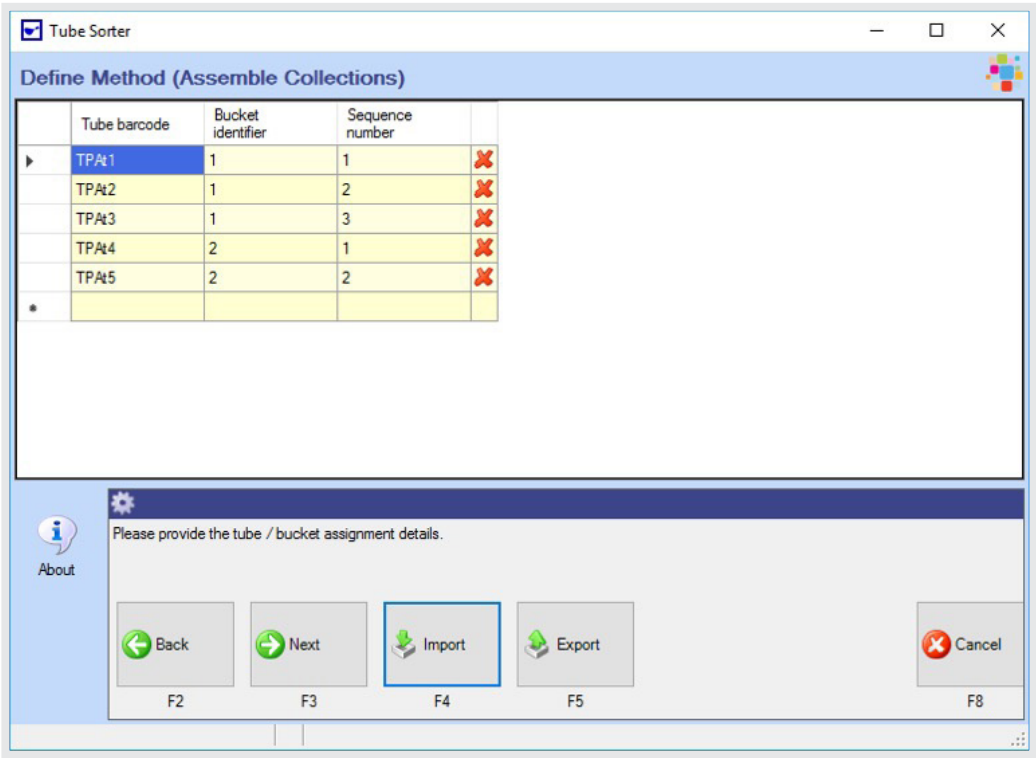 Tube Sorter
Define Method (Assemble Collections)
Tube barcode Bucket identifier Sequence number
TPAt1 1 1
TPAt2 1 2
TPAt3 1 3
TPAt4 2 1
TPAt5 2 2
Please provide the tube / bucket assignment details.
About
Back Next Import Export Cancel
F2 F3 F4 F5 F8